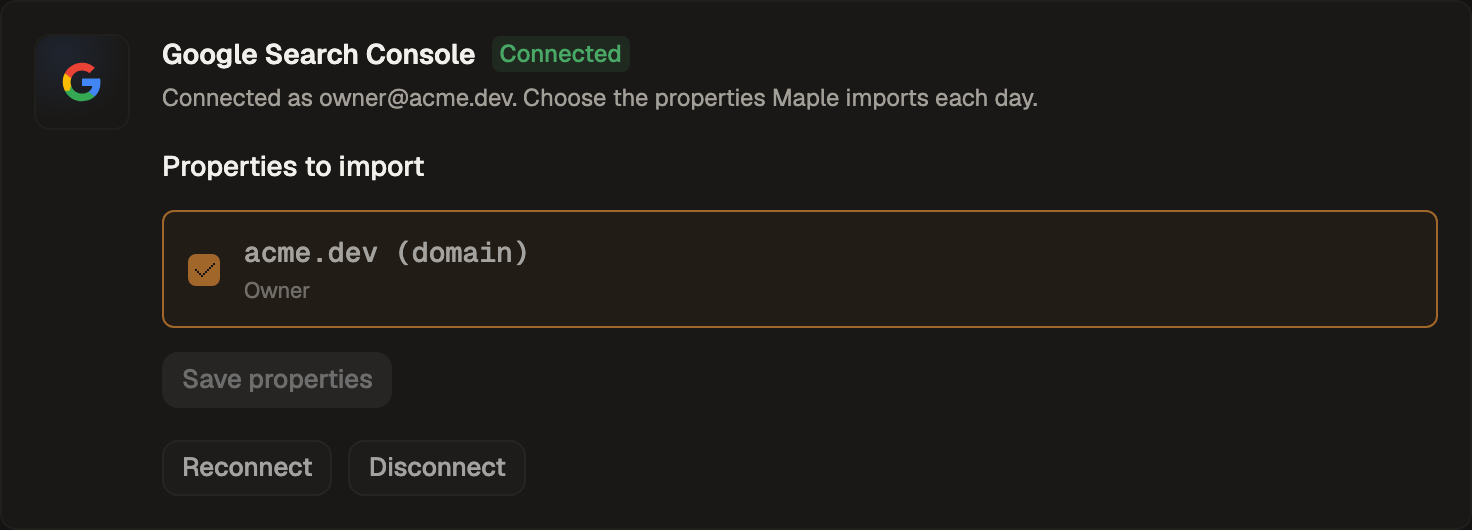 Google Search Console Connected
Connected as owner@acme.dev. Choose the properties Maple imports each day.
Properties to import
acme.dev (domain)
Owner
Save properties
Reconnect Disconnect